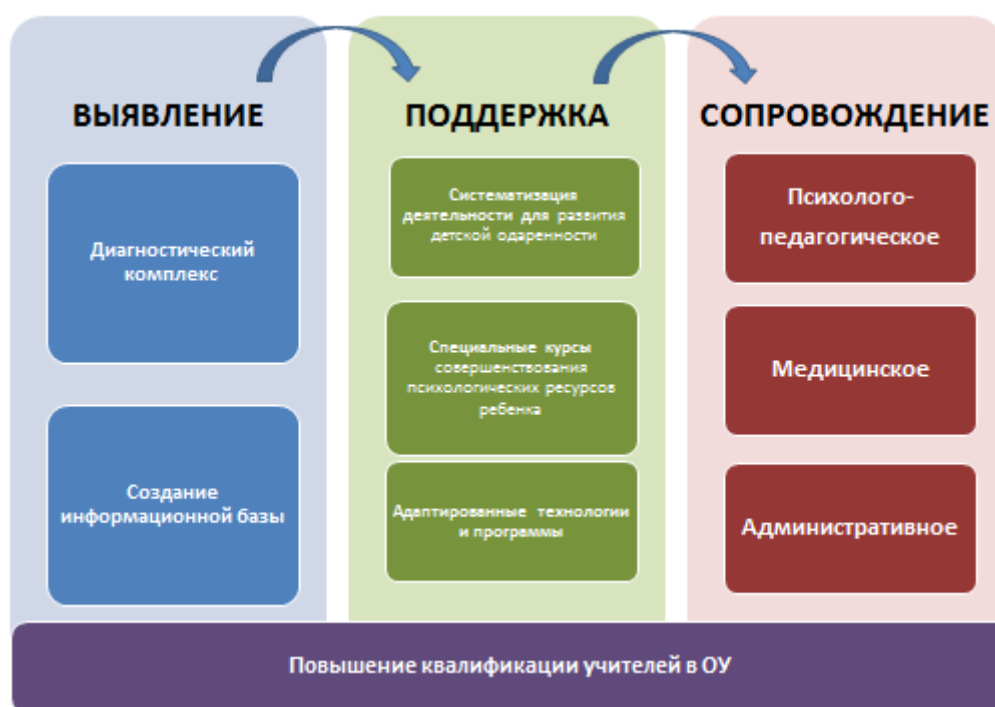 ВЫЯВЛЕНИЕ
Диагностический
комплекс
Создание
информационной базы
ПОДДЕРЖКА
Систематизация
деятельности для развития
детской одаренности
Специальные курсы
совершенствования
психологических ресурсов
ребенка
Адаптированные технологии
и программы
СОПРОВОЖДЕНИЕ
Психолого-
педагогическое
Медицинское
Административное
Повышение квалификации учителей в ОУ